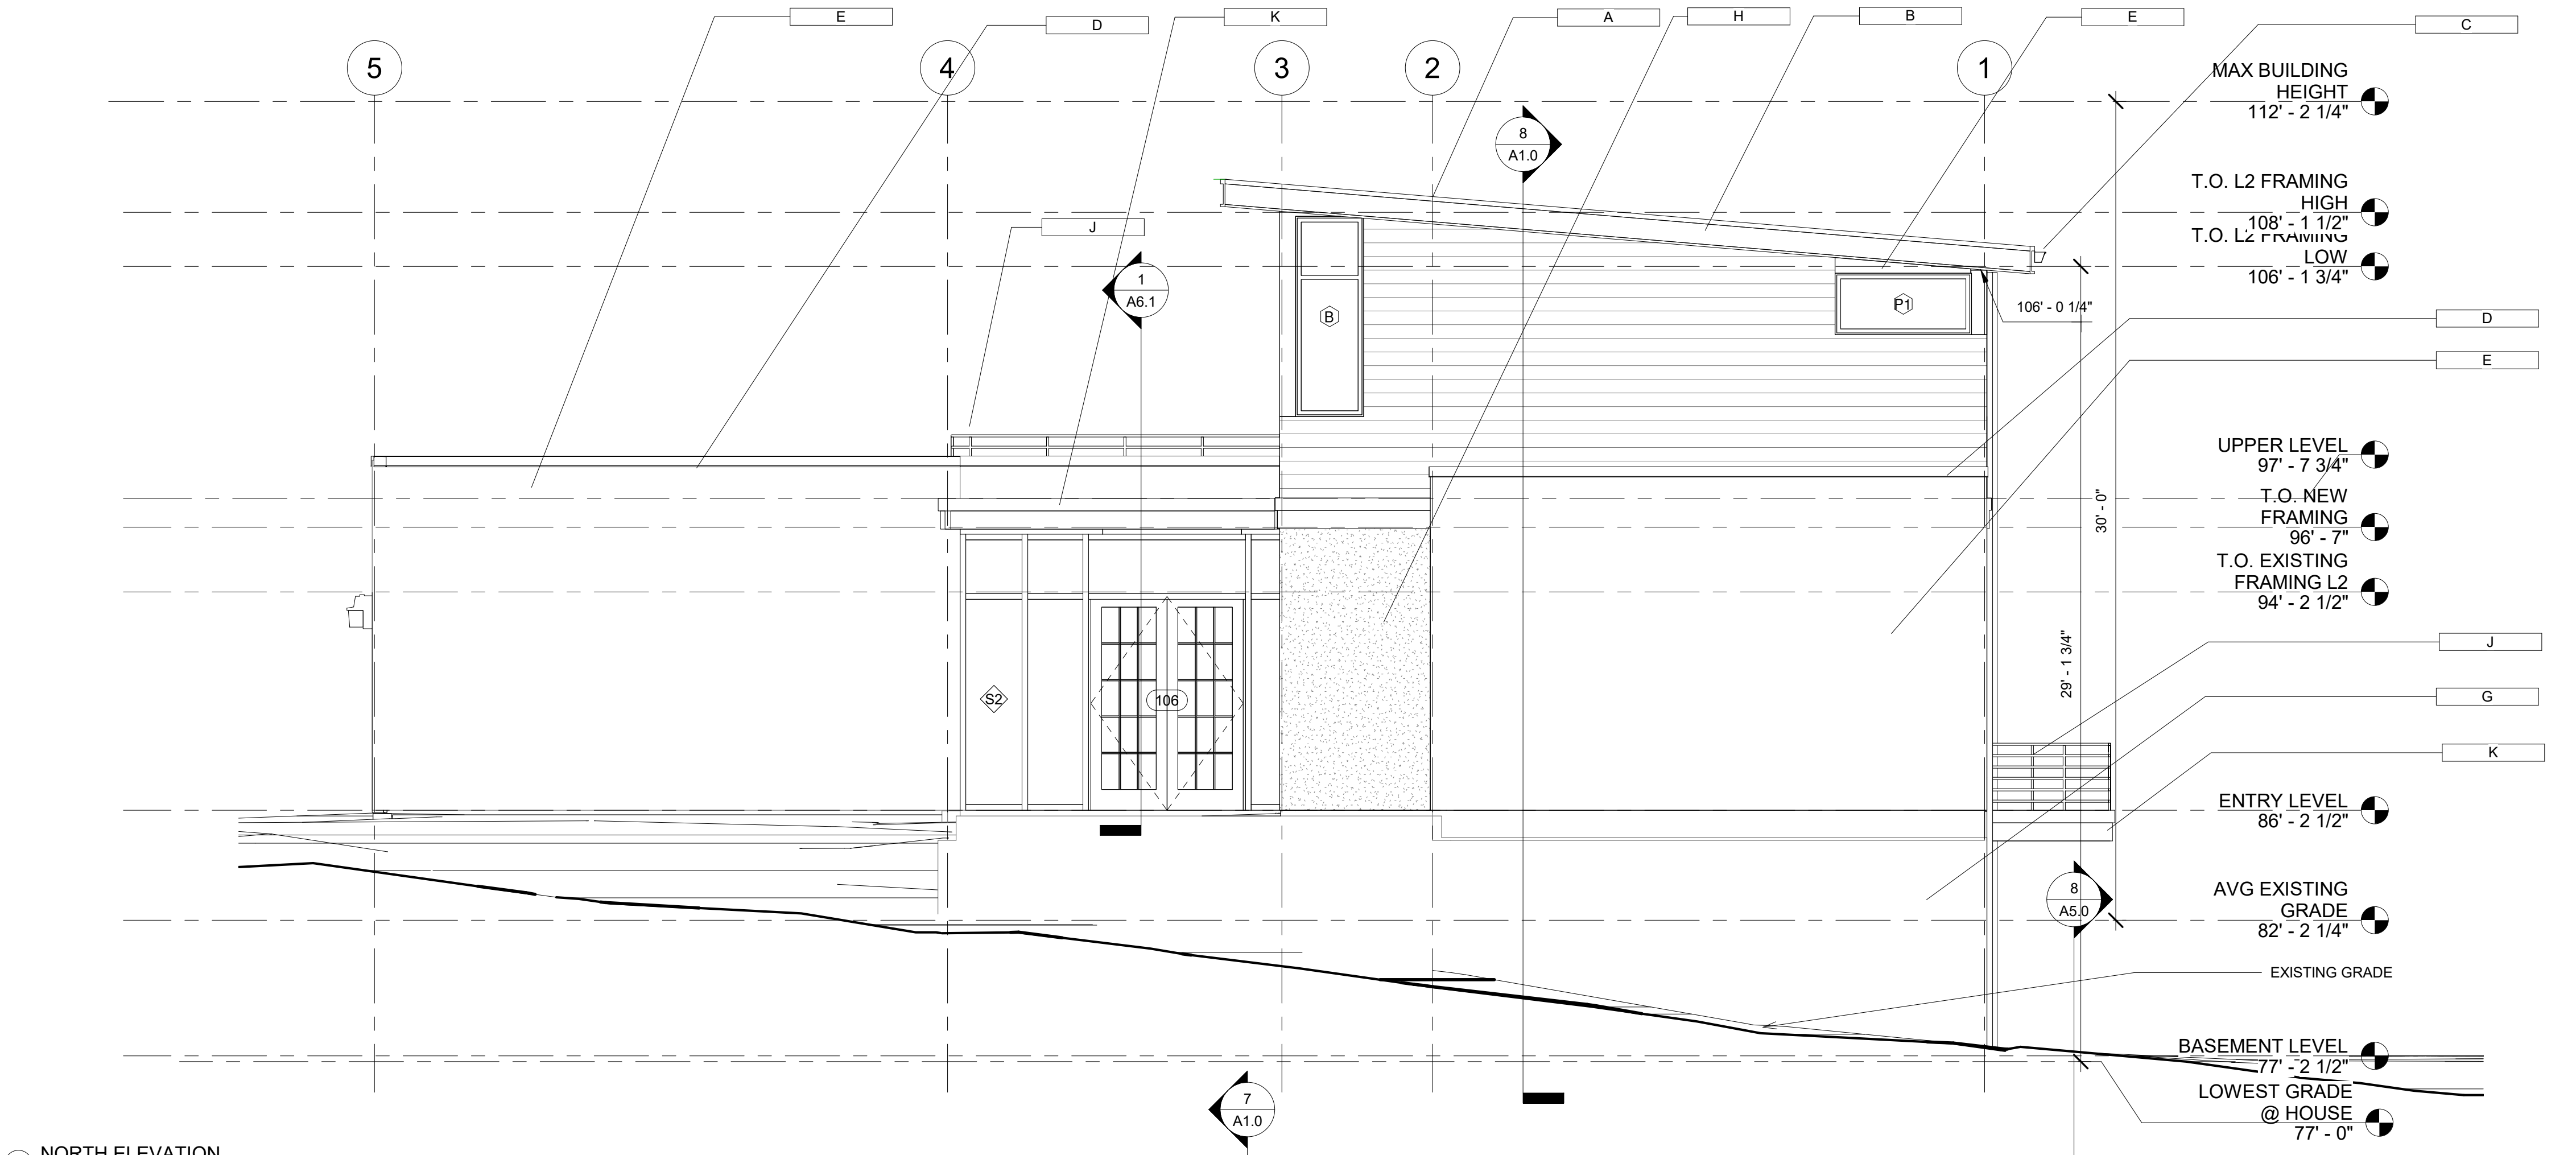 E
D
K
A
H
B
E
C
5
4
3
2
1
MAX BUILDING
HEIGHT
112' - 2 1/4"
8
A1.0
T.O. L2 FRAMING
HIGH
108' - 1 1/2"
J
T.O. L2 FRAMING
LOW
106' - 1 3/4"
1
A6.1
B
P1
106' - 0 1/4"
D
E
UPPER LEVEL
97' - 7 3/4"
T.O. NEW
FRAMING
96' - 7"
30' - 0"
T.O. EXISTING
FRAMING L2
94' - 2 1/2"
J
29' - 1 3/4"
S2
106
G
K
ENTRY LEVEL
86' - 2 1/2"
8
A5.0
AVG EXISTING
GRADE
82' - 2 1/4"
EXISTING GRADE
BASEMENT LEVEL
77' - 2 1/2"
LOWEST GRADE
@ HOUSE
77' - 0"
7
A1.0
NORTH ELEVATION